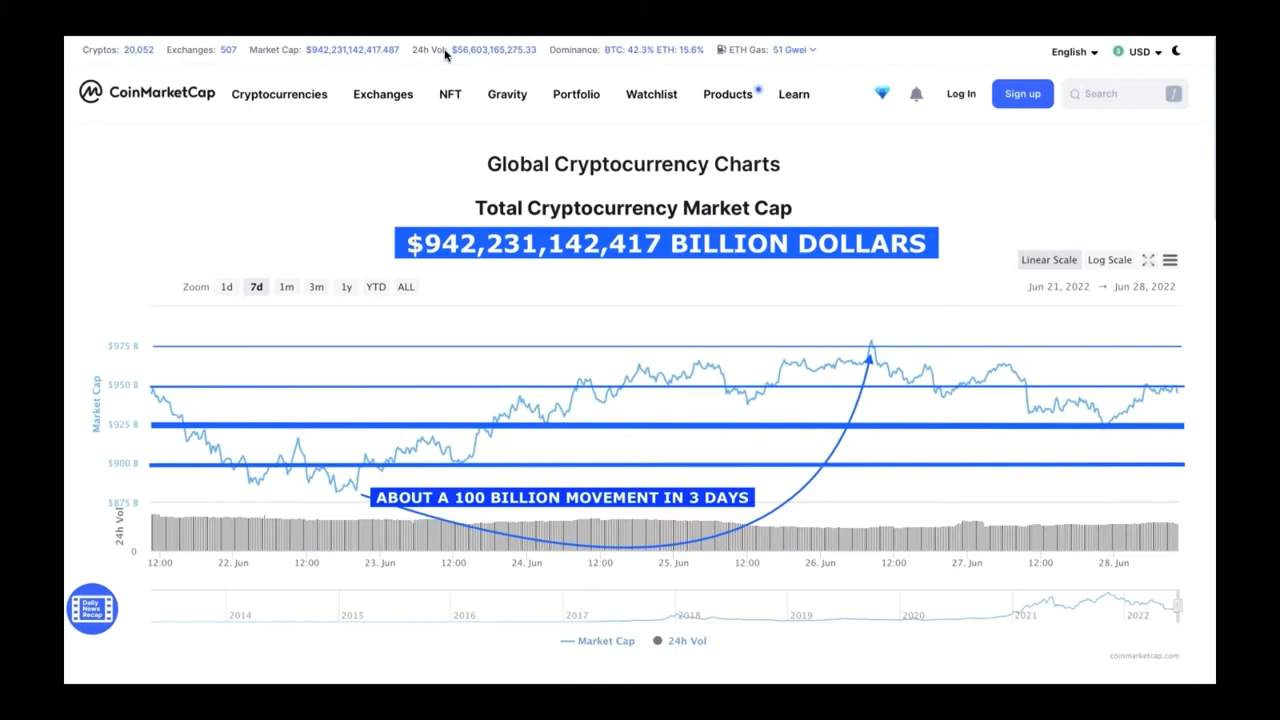 Cryptos: 20,052 Exchanges: 507 Market Cap: $942,231,142,417.487 24h Vol: $56,603,165,275.33 Dominance: BTC: 42.3% ETH: 15.6% ETH Gas: 51 Gwei
English
$ USD
CoinMarketCap
Cryptocurrencies Exchanges NFT Gravity Portfolio Watchlist Products Learn
Log In
Sign up
Search /
Global Cryptocurrency Charts
Total Cryptocurrency Market Cap
$942,231,142,417 BILLION DOLLARS
Linear Scale Log Scale
Zoom 1d 7d 1m 3m 1y YTD ALL
Jun 21, 2022 → Jun 28, 2022
$975 B
$950 B
$925 B
$900 B
$875 B
Market Cap
ABOUT A 100 BILLION MOVEMENT IN 3 DAYS
24h Vol
0
12:00 22. Jun 12:00 23. Jun 12:00 24. Jun 12:00 25. Jun 12:00 26. Jun 12:00 27. Jun 12:00 28. Jun
Daily
News
Recap
2014 2015 2016 2017 2018 2019 2020 2021 2022
Market Cap 24h Vol
coinmarketcap.com